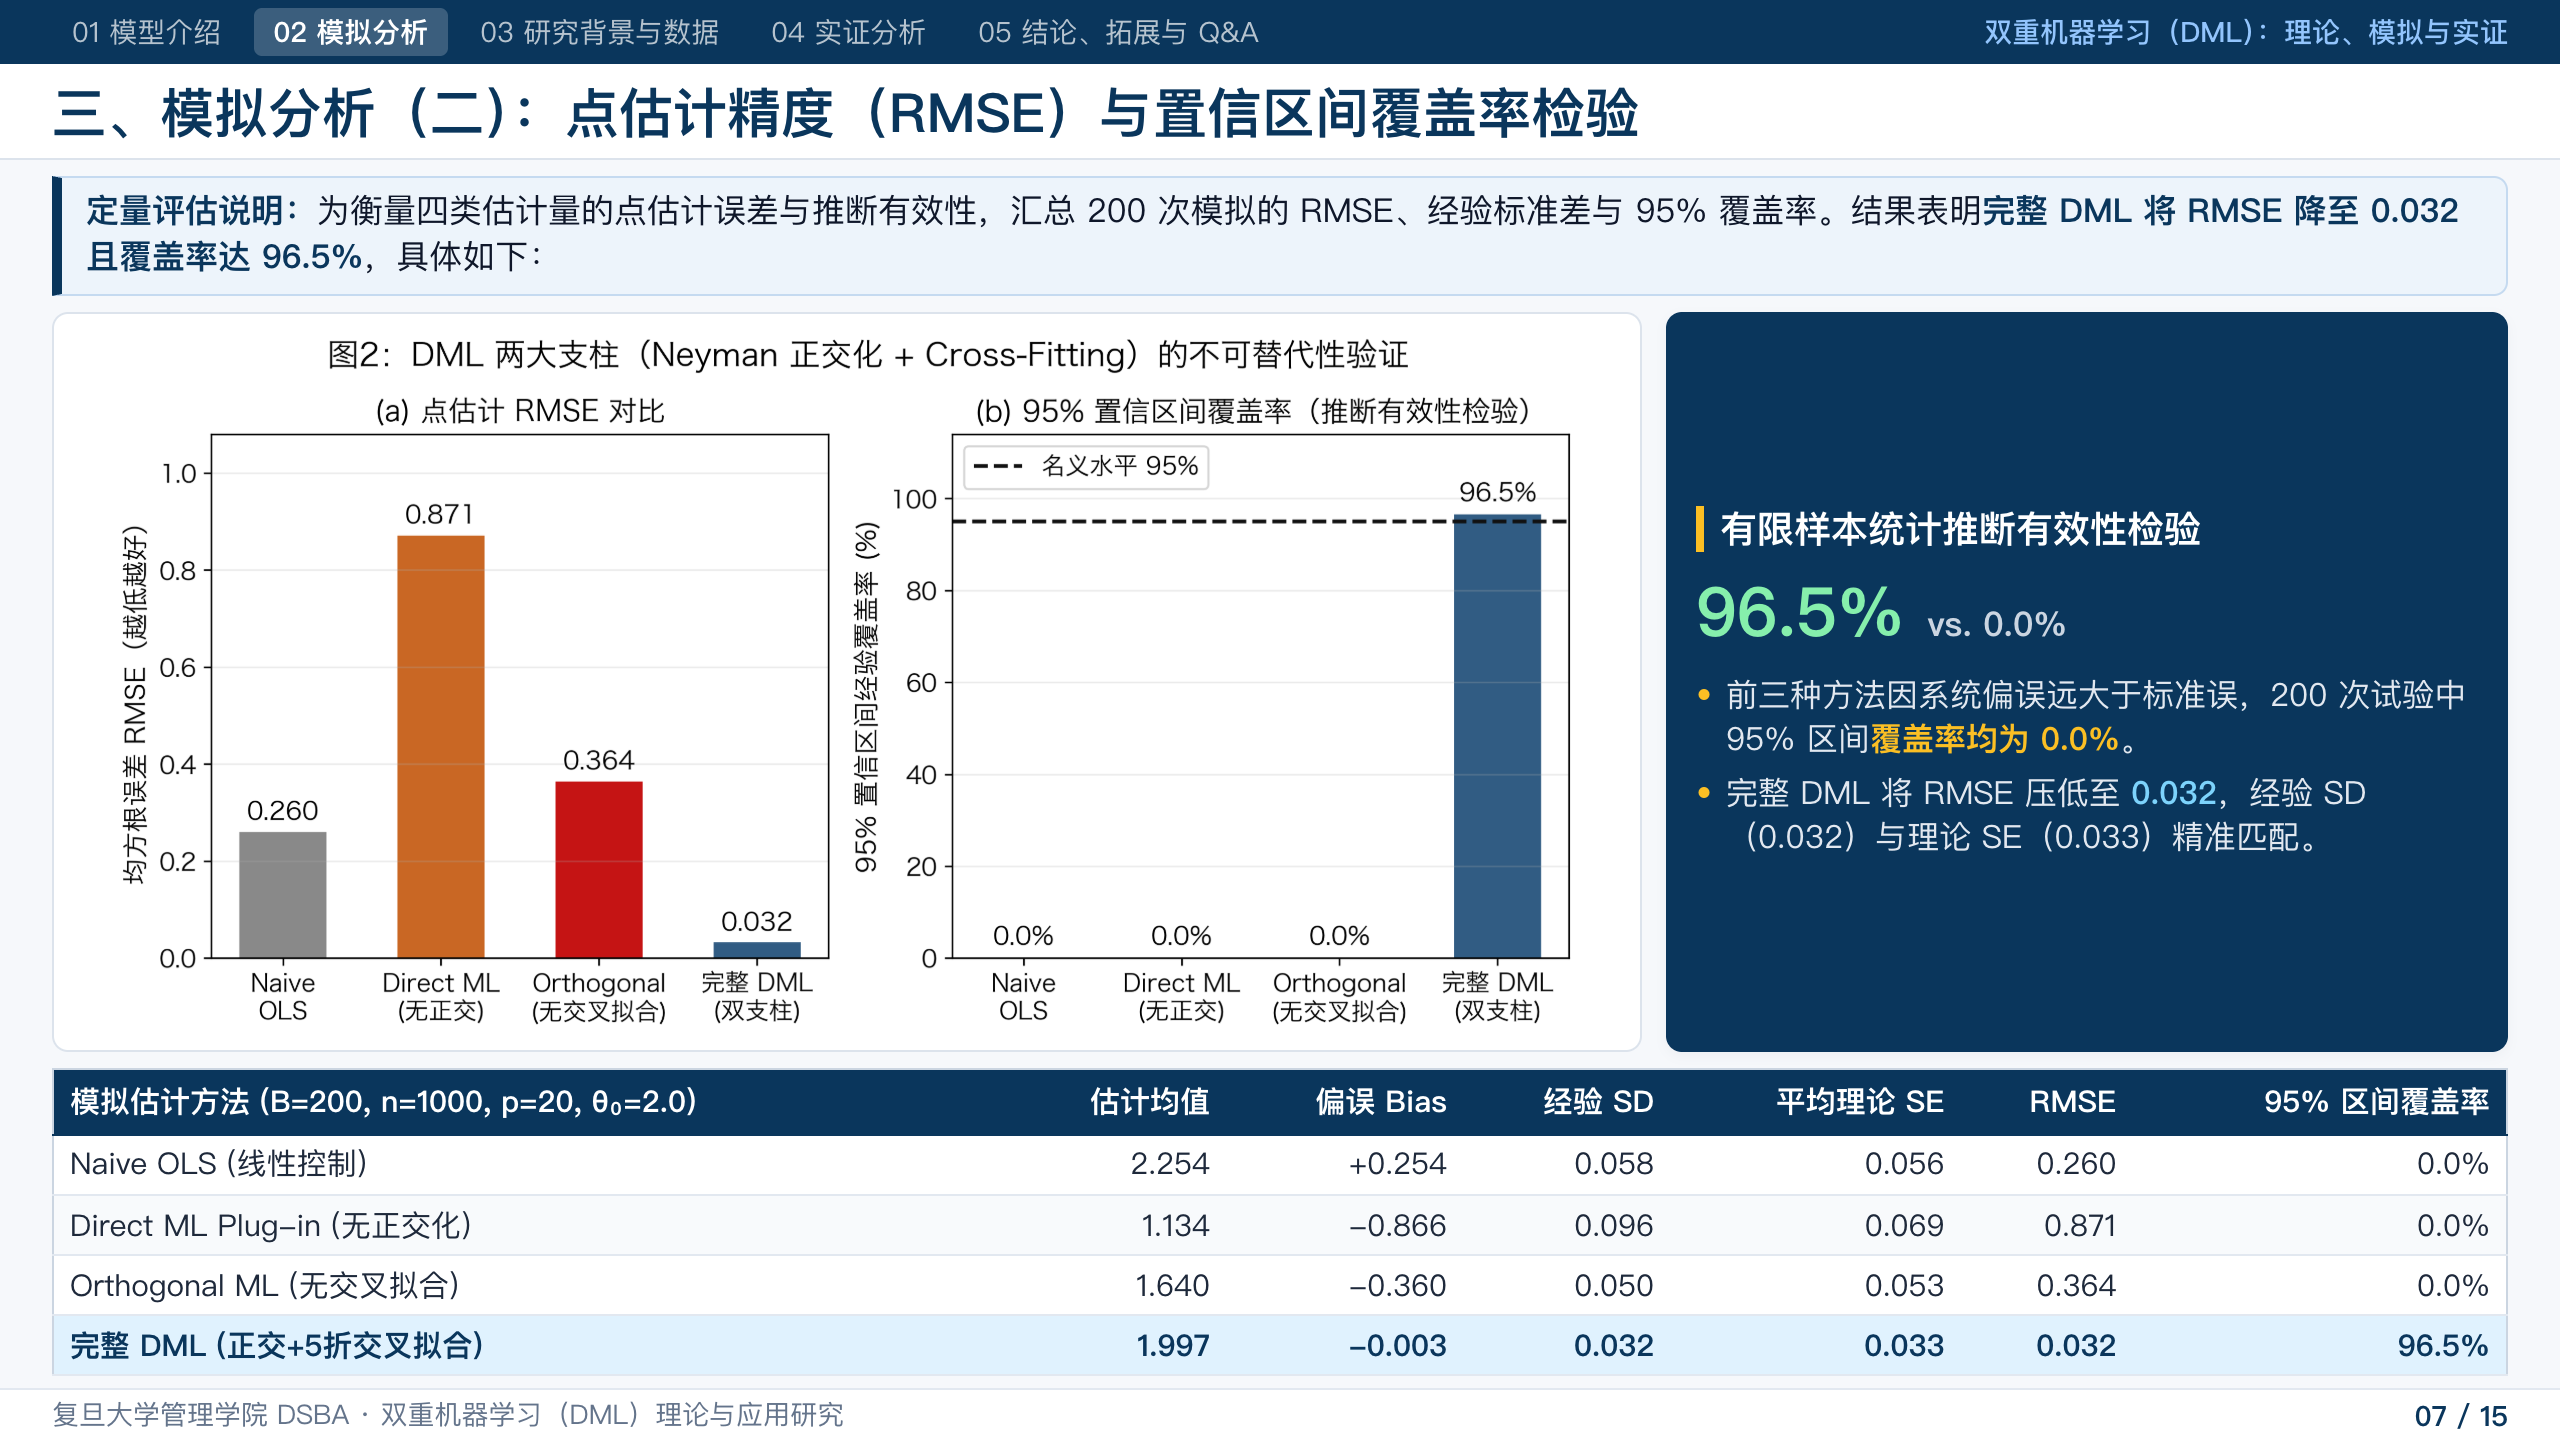 01 模型介绍 02 模拟分析 03 研究背景与数据 04 实证分析 05 结论、拓展与 Q&A 双重机器学习（DML）：理论、模拟与实证
三、模拟分析（二）：点估计精度（RMSE）与置信区间覆盖率检验
定量评估说明：为衡量四类估计量的点估计误差与推断有效性，汇总 200 次模拟的 RMSE、经验标准差与 95% 覆盖率。结果表明完整 DML 将 RMSE 降至 0.032
且覆盖率达 96.5%，具体如下：
图2：DML 两大支柱（Neyman 正交化 + Cross-Fitting）的不可替代性验证
(a) 点估计 RMSE 对比
均方根误差 RMSE（越低越好）
1.0
0.8
0.6
0.4
0.2
0.0
0.260
0.871
0.364
0.032
Naive
OLS
Direct ML
(无正交)
Orthogonal
(无交叉拟合)
完整 DML
(双支柱)
(b) 95% 置信区间覆盖率（推断有效性检验）
95% 置信区间经验覆盖率 (%)
名义水平 95%
100
80
60
40
20
0
0.0%
0.0%
0.0%
96.5%
Naive
OLS
Direct ML
(无正交)
Orthogonal
(无交叉拟合)
完整 DML
(双支柱)
有限样本统计推断有效性检验
96.5% vs. 0.0%
• 前三种方法因系统偏误远大于标准误，200 次试验中
95% 区间覆盖率均为 0.0%。
• 完整 DML 将 RMSE 压低至 0.032，经验 SD
（0.032）与理论 SE（0.033）精准匹配。
模拟估计方法 (B=200, n=1000, p=20, θ₀=2.0) 估计均值 偏误 Bias 经验 SD 平均理论 SE RMSE 95% 区间覆盖率
Naive OLS (线性控制) 2.254 +0.254 0.058 0.056 0.260 0.0%
Direct ML Plug-in (无正交化) 1.134 −0.866 0.096 0.069 0.871 0.0%
Orthogonal ML (无交叉拟合) 1.640 −0.360 0.050 0.053 0.364 0.0%
完整 DML (正交+5折交叉拟合) 1.997 −0.003 0.032 0.033 0.032 96.5%
复旦大学管理学院 DSBA · 双重机器学习（DML）理论与应用研究 07 / 15